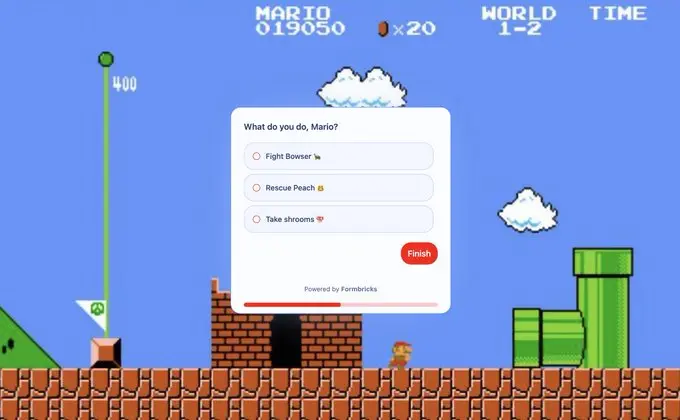 MARIO WORLD TIME
019050 ×20 1-2
400
What do you do, Mario?
Fight Bowser 🐢
Rescue Peach 👸
Take shrooms 🍄
Finish
Powered by Formbricks